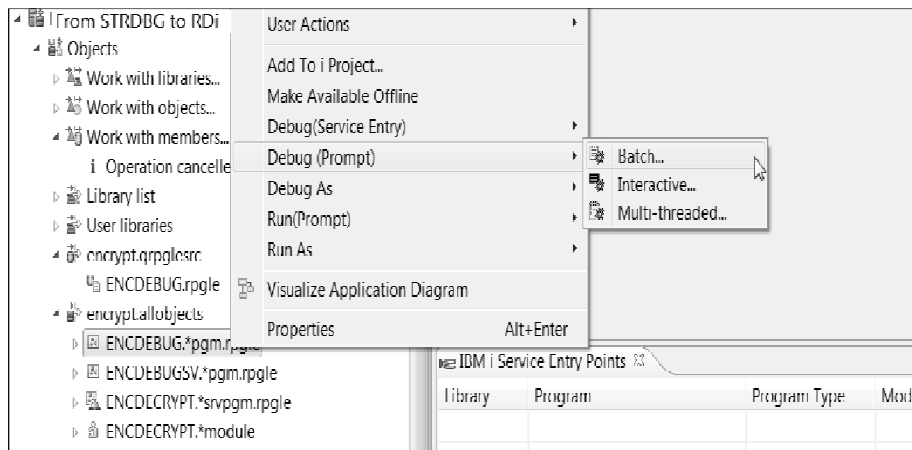 From STRDBG to RDi
Objects
Work with libraries...
Work with objects...
Work with members...
Operation cancelle
Library list
User libraries
encrypt.qrpglesrc
ENCDEBUG.rpgle
encrypt.allobjects
ENCDEBUG.*pgm.rpgle
ENCDEBUGSV.*pgm.rpgle
ENCDECRYPT.*srvpgm.rpgle
ENCDECRYPT.*module
User Actions
Add To i Project...
Make Available Offline
Debug(Service Entry)
Debug (Prompt)
Debug As
Run(Prompt)
Run As
Visualize Application Diagram
Properties Alt+Enter
Batch...
Interactive...
Multi-threaded...
IBM i Service Entry Points
Library Program Program Type Mod